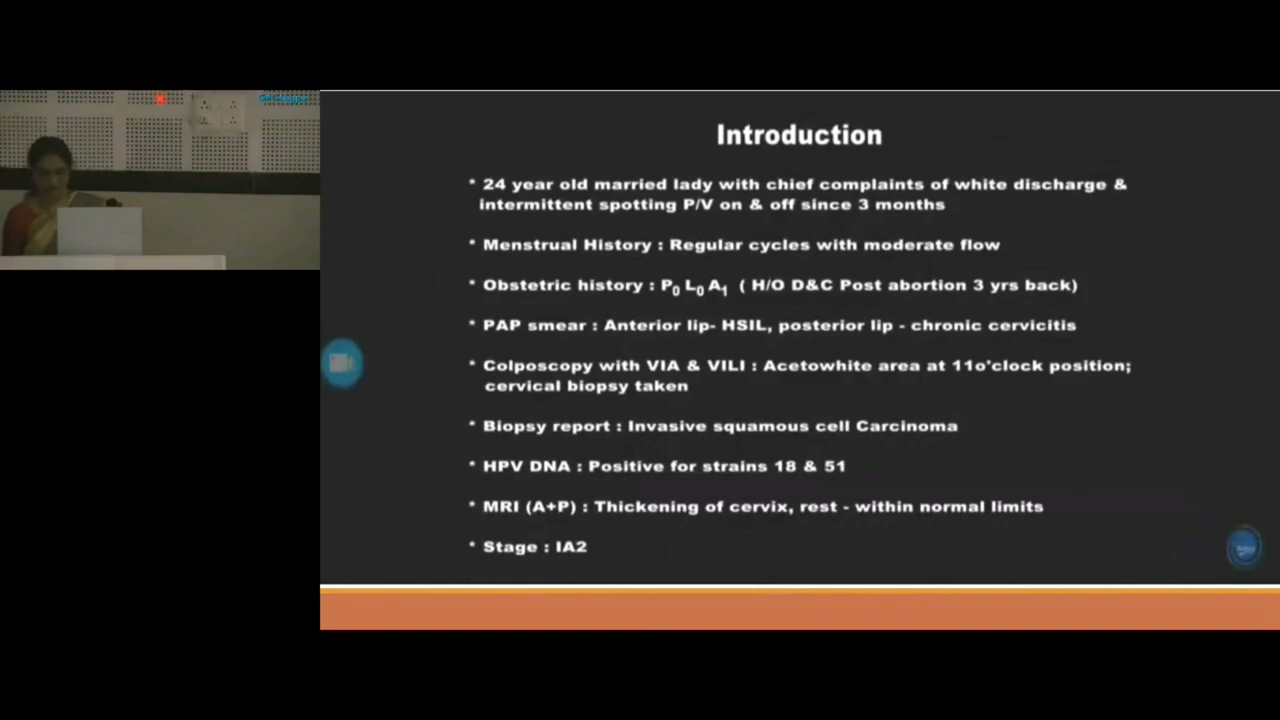 Introduction
* 24 year old married lady with chief complaints of white discharge &
intermittent spotting P/V on & off since 3 months
* Menstrual History : Regular cycles with moderate flow
* Obstetric history : P0 L0 A1 ( H/O D&C Post abortion 3 yrs back)
* PAP smear : Anterior lip- HSIL, posterior lip - chronic cervicitis
* Colposcopy with VIA & VILI : Acetowhite area at 11o'clock position;
cervical biopsy taken
* Biopsy report : Invasive squamous cell Carcinoma
* HPV DNA : Positive for strains 18 & 51
* MRI (A+P) : Thickening of cervix, rest - within normal limits
* Stage : IA2